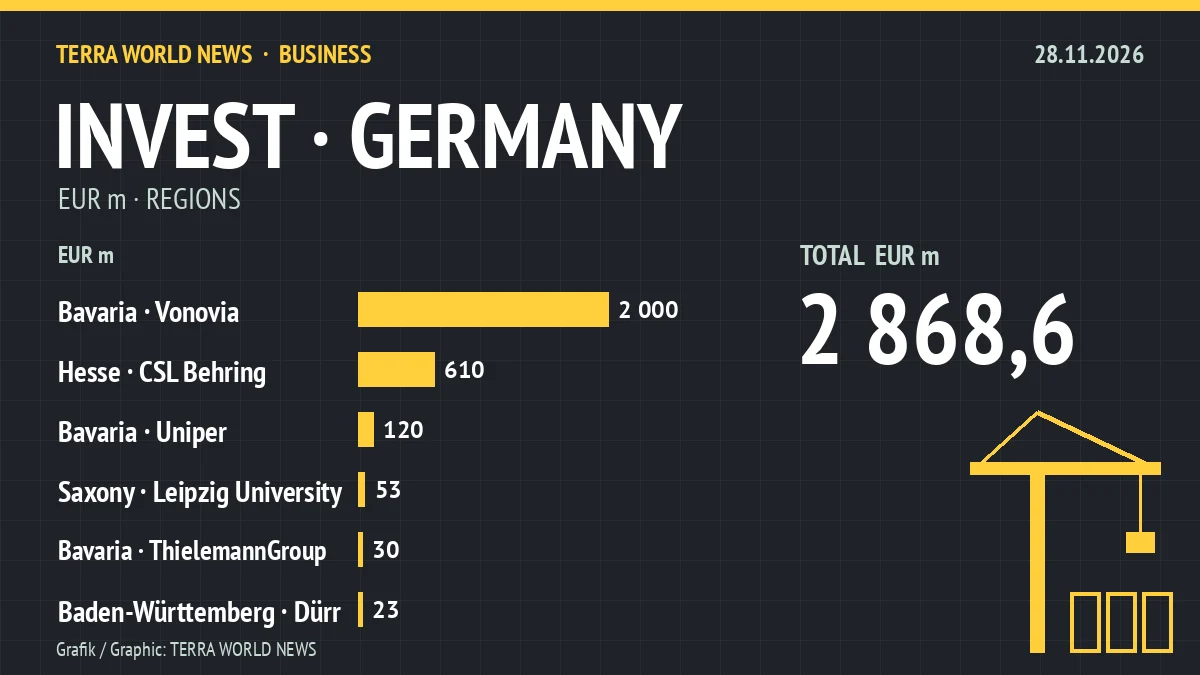 TERRA WORLD NEWS · BUSINESS
28.11.2026
INVEST · GERMANY
EUR m · REGIONS
EUR m
Bavaria · Vonovia 2 000
Hesse · CSL Behring 610
Bavaria · Uniper 120
Saxony · Leipzig University 53
Bavaria · ThielemannGroup 30
Baden-Württemberg · Dürr 23
TOTAL EUR m
2 868,6
Grafik / Graphic: TERRA WORLD NEWS